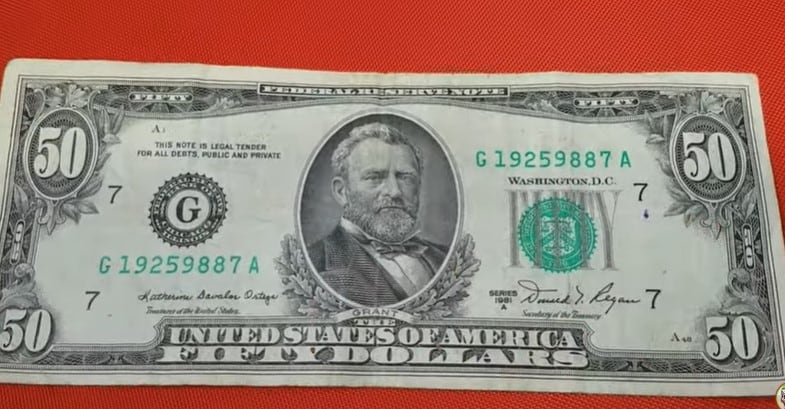 FEDERAL RESERVE NOTE
FIFTY FIFTY
50 50
A1
THIS NOTE IS LEGAL TENDER
FOR ALL DEBTS, PUBLIC AND PRIVATE
G 19259887 A
WASHINGTON, D.C.
7 7
G
FIFTY
G 19259887 A
7 7
Katherine Davalos Ortega
Treasurer of the United States.
SERIES
1981
A
Donald T. Regan
Secretary of the Treasury.
GRANT
50 A 48 50
UNITED STATES OF AMERICA
FIFTY DOLLARS